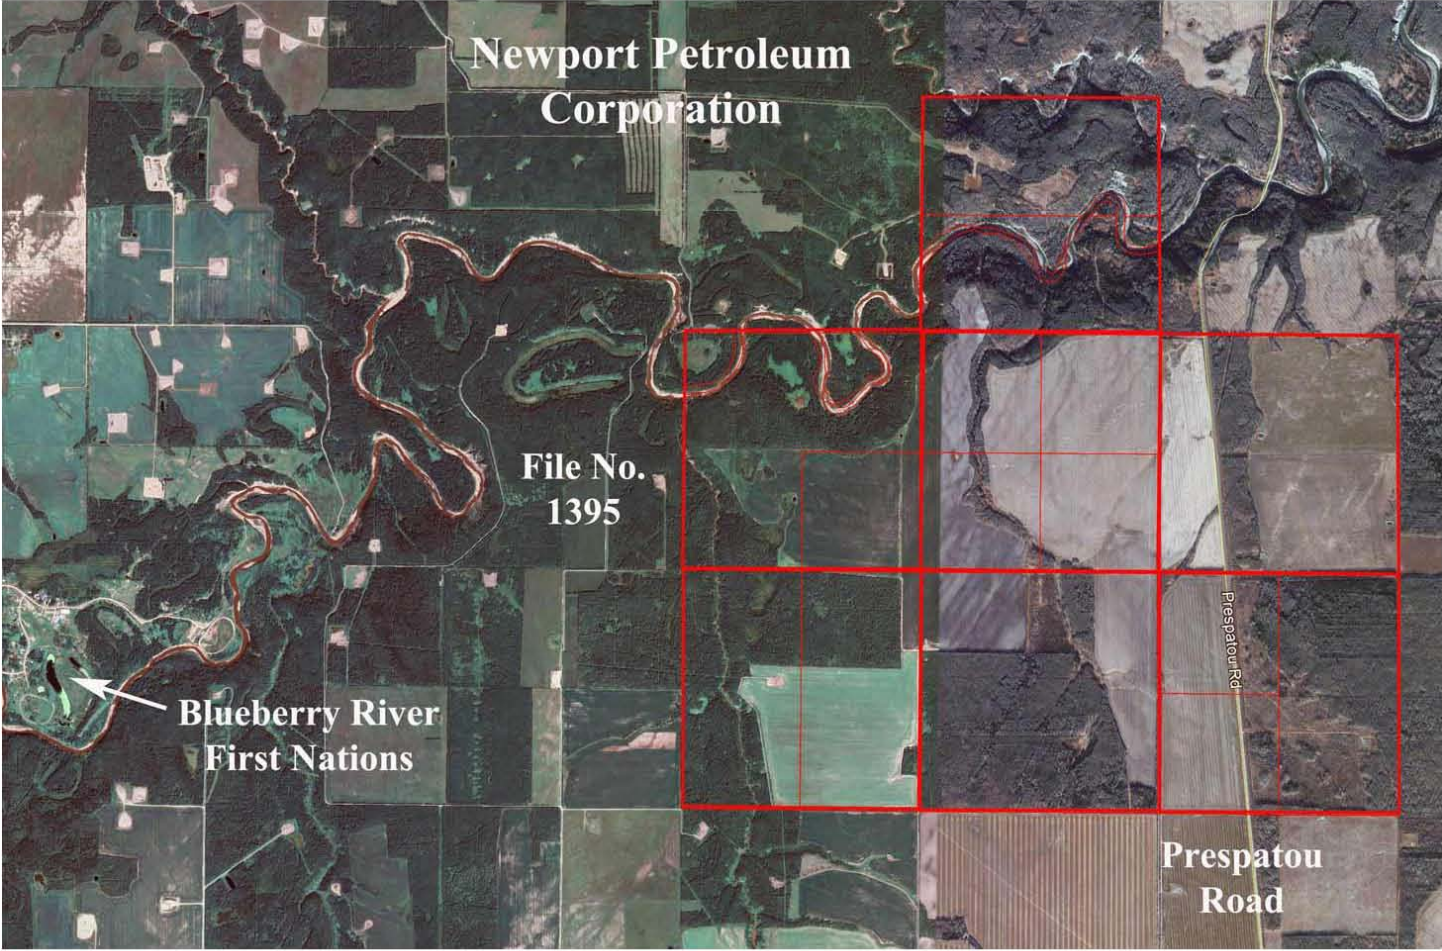 Newport Petroleum
Corporation
File No.
1395
Prespatou Rd
Blueberry River
First Nations
Prespatou
Road